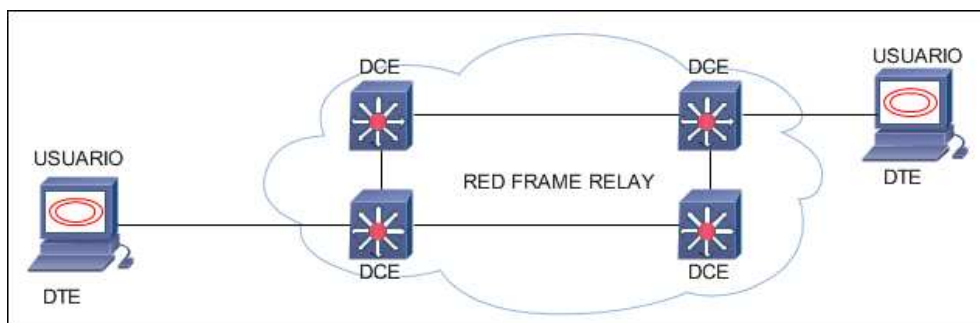 USUARIO
DCE
DCE
USUARIO
DTE
RED FRAME RELAY
DCE
DCE
DTE